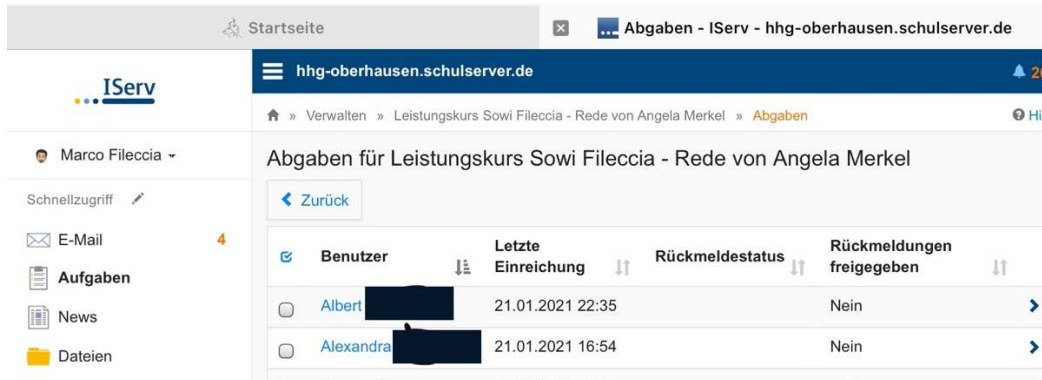 Startseite
Abgaben - IServ - hhg-oberhausen.schulserver.de
IServ
hhg-oberhausen.schulserver.de
» Verwalten » Leistungskurs Sowi Fileccia - Rede von Angela Merkel » Abgaben
Marco Fileccia
Abgaben für Leistungskurs Sowi Fileccia - Rede von Angela Merkel
Schnellzugriff
Zurück
E-Mail 4
Aufgaben
News
Dateien
Benutzer Letzte Einreichung Rückmeldestatus Rückmeldungen freigegeben
Albert 21.01.2021 22:35 Nein
Alexandra 21.01.2021 16:54 Nein